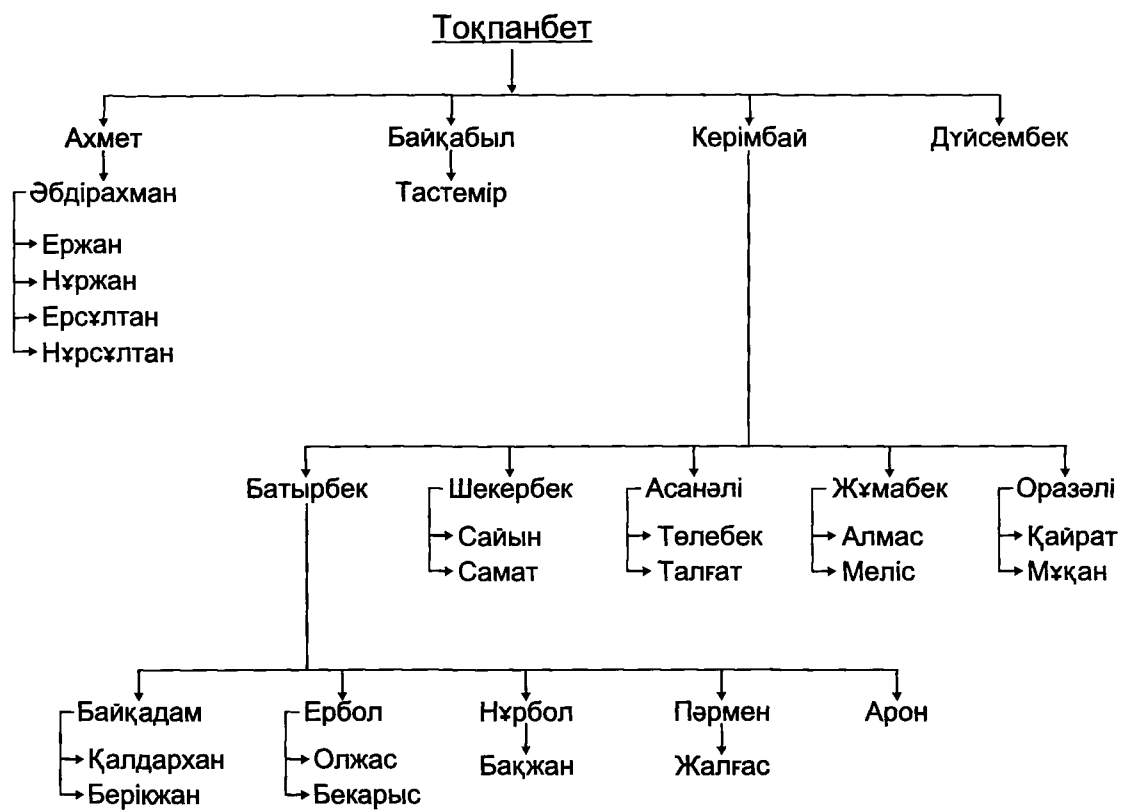 Тоқпанбет
Ахмет Байқабыл Керімбай Дүйсембек
Әбдірахман Тастемір
Ержан
Нұржан
Ерсұлтан
Нұрсұлтан
Батырбек Шекербек Асанәлі Жұмабек Оразәлі
Сайын Төлебек Алмас Қайрат
Самат Талғат Меліс Мұқан
Байқадам Ербол Нұрбол Пәрмен Арон
Қалдархан Олжас Бақжан Жалғас
Берікжан Бекарыс